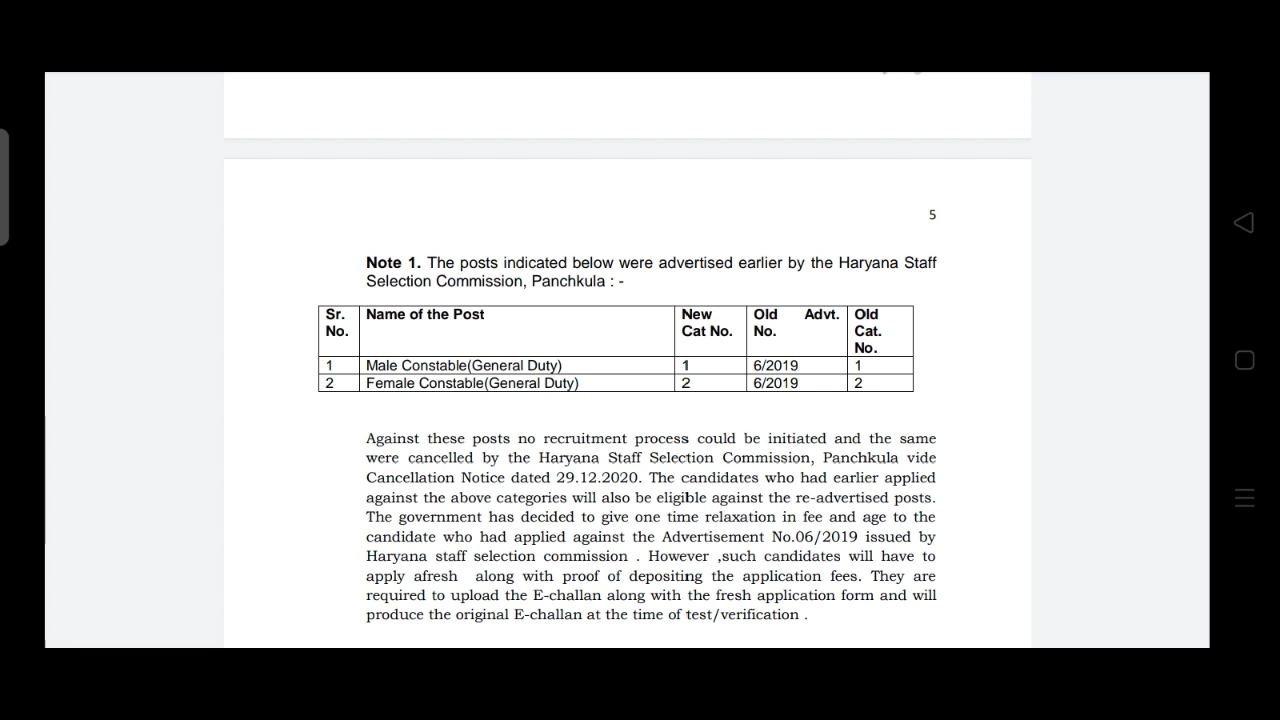 5
Note 1. The posts indicated below were advertised earlier by the Haryana Staff
Selection Commission, Panchkula : -
Sr. No. Name of the Post New Cat No. Old Advt. No. Old Cat. No.
1 Male Constable(General Duty) 1 6/2019 1
2 Female Constable(General Duty) 2 6/2019 2
Against these posts no recruitment process could be initiated and the same
were cancelled by the Haryana Staff Selection Commission, Panchkula vide
Cancellation Notice dated 29.12.2020. The candidates who had earlier applied
against the above categories will also be eligible against the re-advertised posts.
The government has decided to give one time relaxation in fee and age to the
candidate who had applied against the Advertisement No.06/2019 issued by
Haryana staff selection commission . However ,such candidates will have to
apply afresh along with proof of depositing the application fees. They are
required to upload the E-challan along with the fresh application form and will
produce the original E-challan at the time of test/verification .